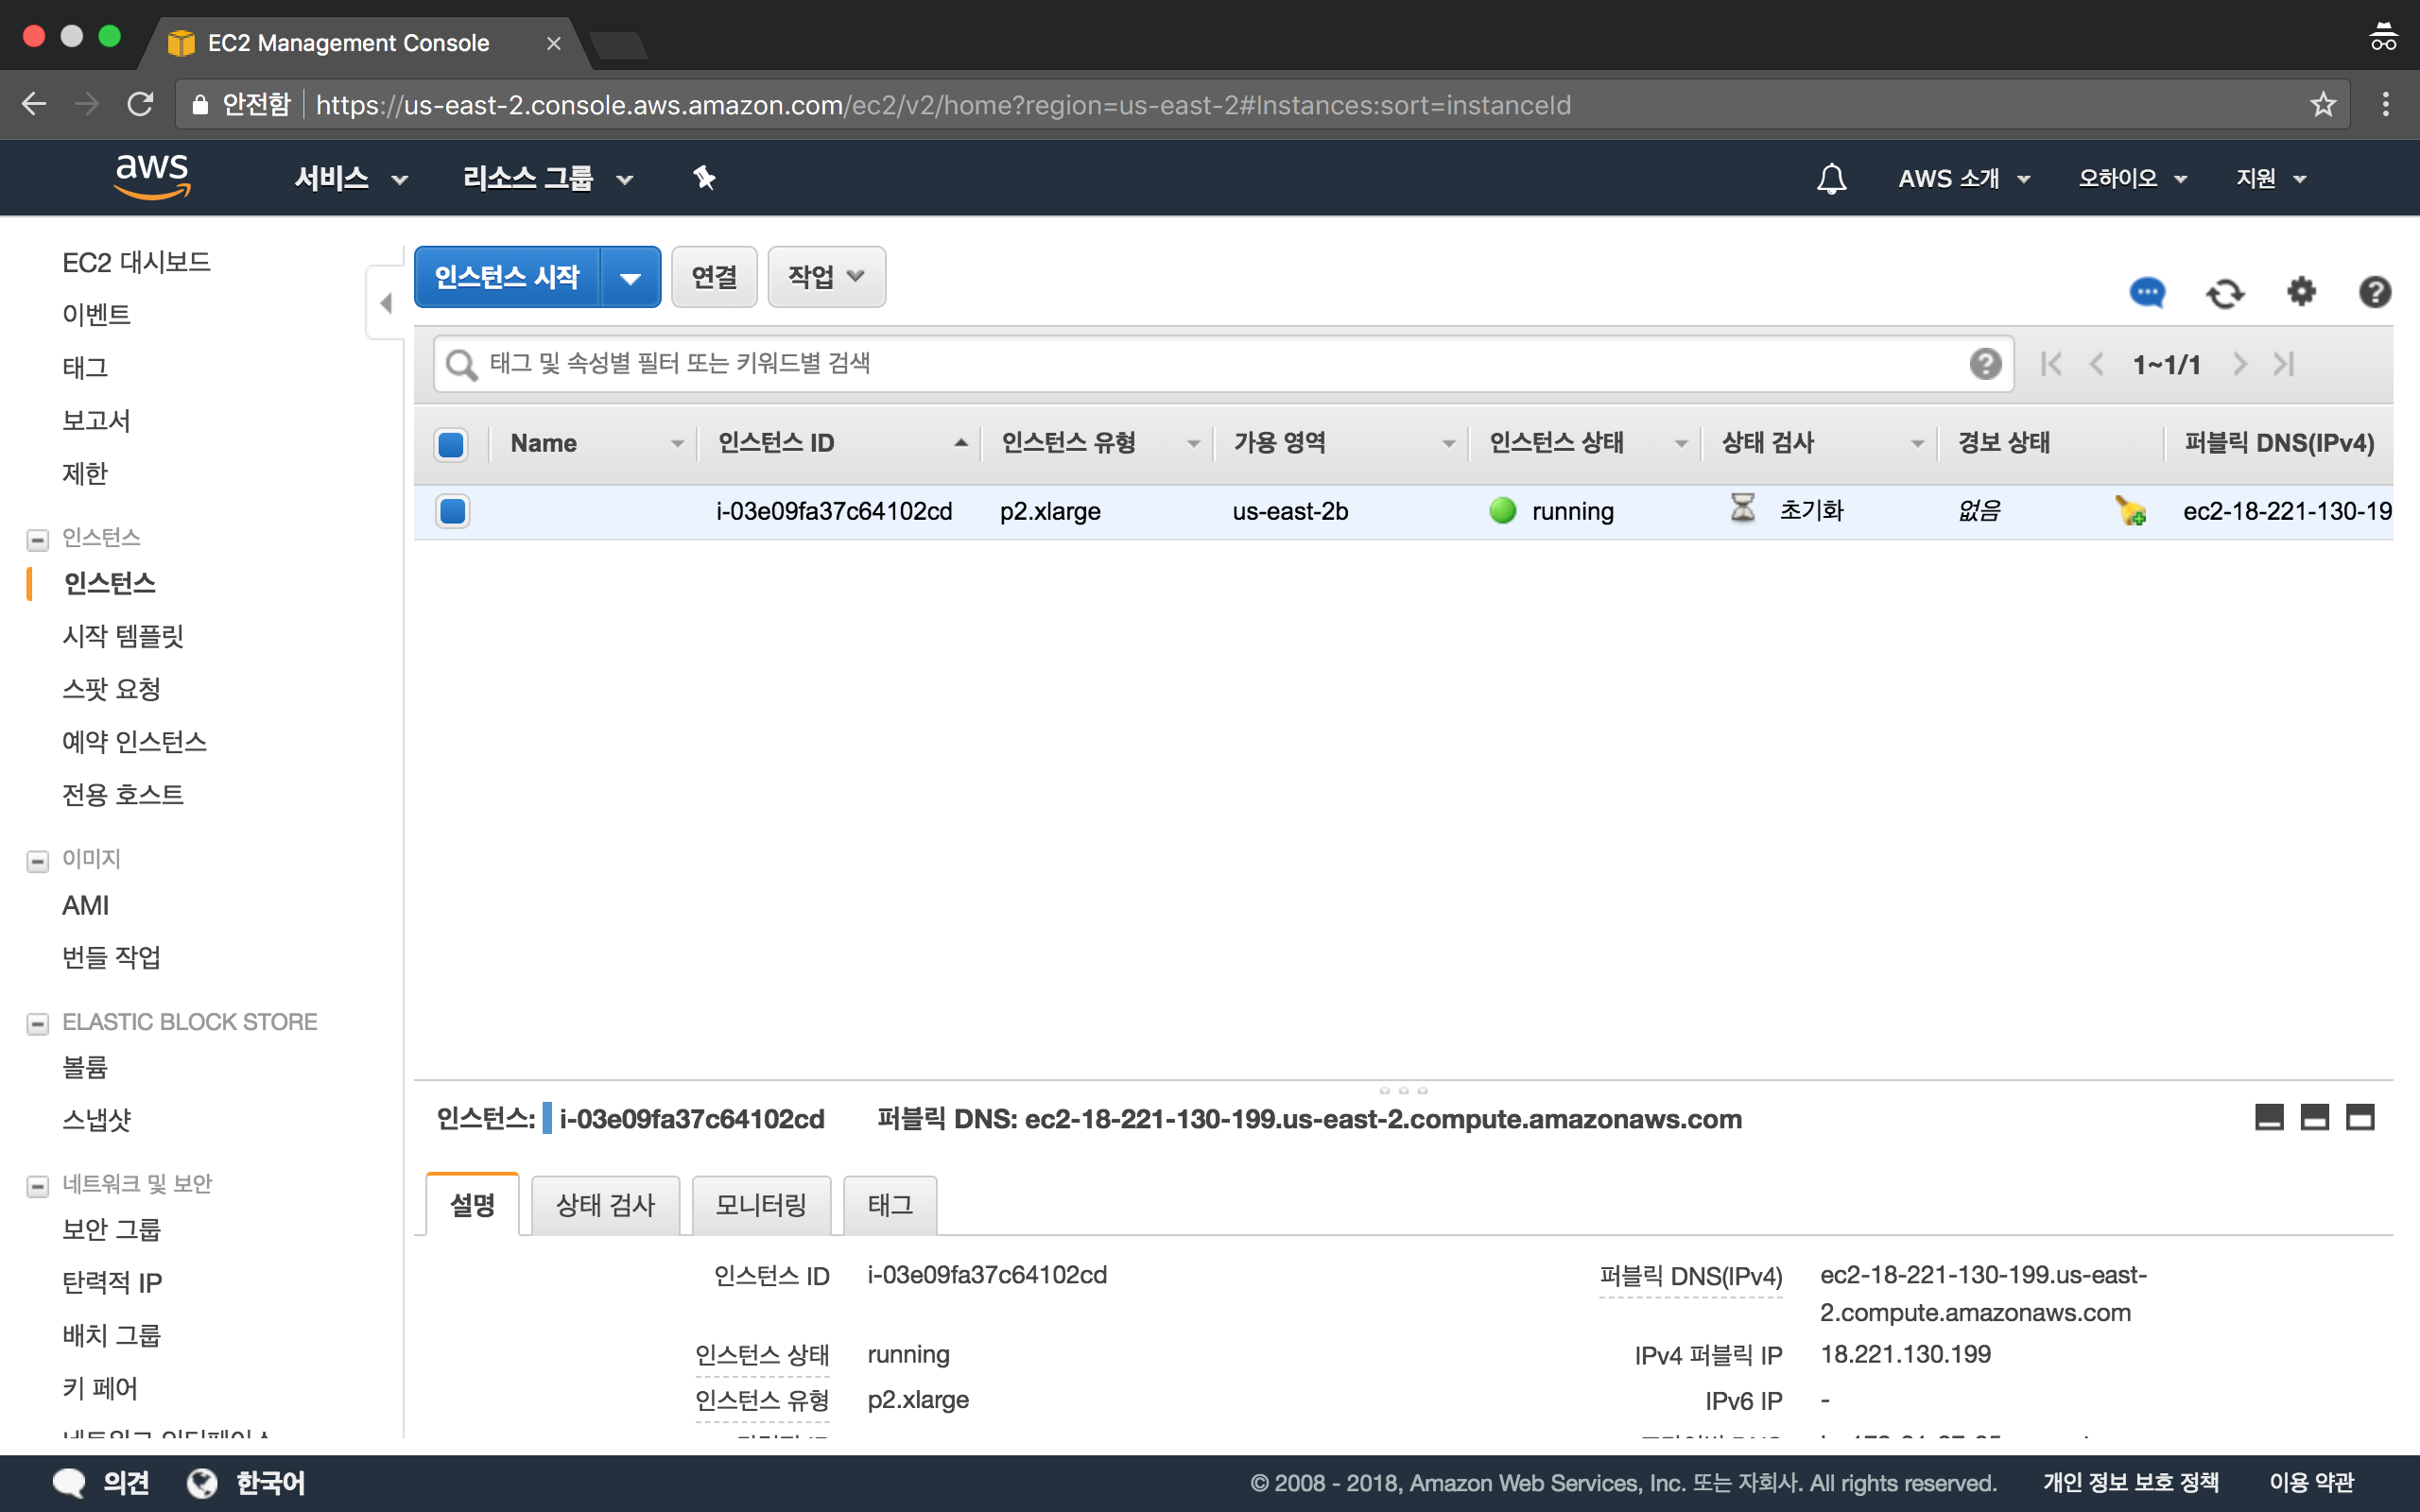 EC2 Management Console
안전함 https://us-east-2.console.aws.amazon.com/ec2/v2/home?region=us-east-2#Instances:sort=instanceId
aws 서비스 리소스 그룹 AWS 소개 오하이오 지원
EC2 대시보드
이벤트
태그
보고서
제한
인스턴스
인스턴스
시작 템플릿
스팟 요청
예약 인스턴스
전용 호스트
이미지
AMI
번들 작업
ELASTIC BLOCK STORE
볼륨
스냅샷
네트워크 및 보안
보안 그룹
탄력적 IP
배치 그룹
키 페어
네트워크 인터페이스
인스턴스 시작 연결 작업
태그 및 속성별 필터 또는 키워드별 검색 1~1/1
Name 인스턴스 ID 인스턴스 유형 가용 영역 인스턴스 상태 상태 검사 경보 상태 퍼블릭 DNS(IPv4)
i-03e09fa37c64102cd p2.xlarge us-east-2b running 초기화 없음 ec2-18-221-130-19
인스턴스: i-03e09fa37c64102cd 퍼블릭 DNS: ec2-18-221-130-199.us-east-2.compute.amazonaws.com
설명 상태 검사 모니터링 태그
인스턴스 ID i-03e09fa37c64102cd 퍼블릭 DNS(IPv4) ec2-18-221-130-199.us-east-
2.compute.amazonaws.com
인스턴스 상태 running IPv4 퍼블릭 IP 18.221.130.199
인스턴스 유형 p2.xlarge IPv6 IP -
의견 한국어 © 2008 - 2018, Amazon Web Services, Inc. 또는 자회사. All rights reserved. 개인 정보 보호 정책 이용 약관